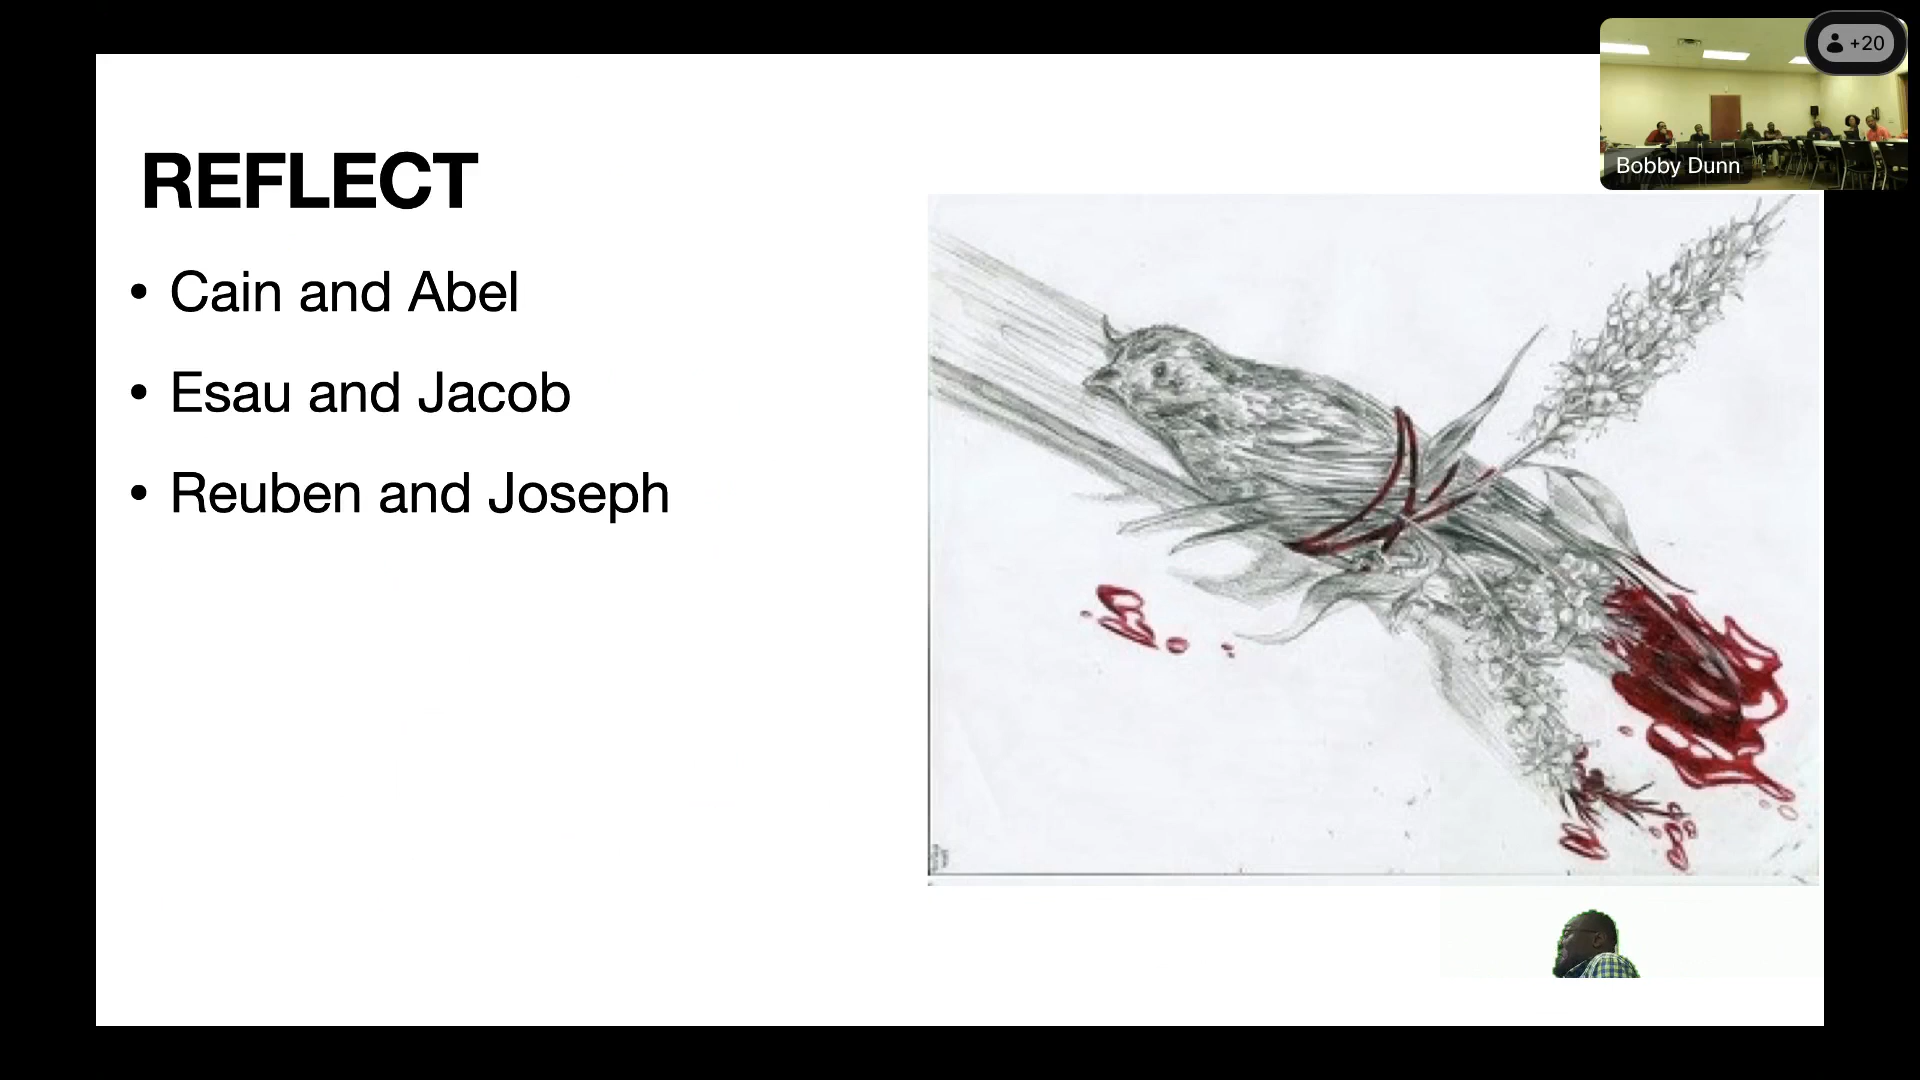 +20
Bobby Dunn
REFLECT
• Cain and Abel
• Esau and Jacob
• Reuben and Joseph